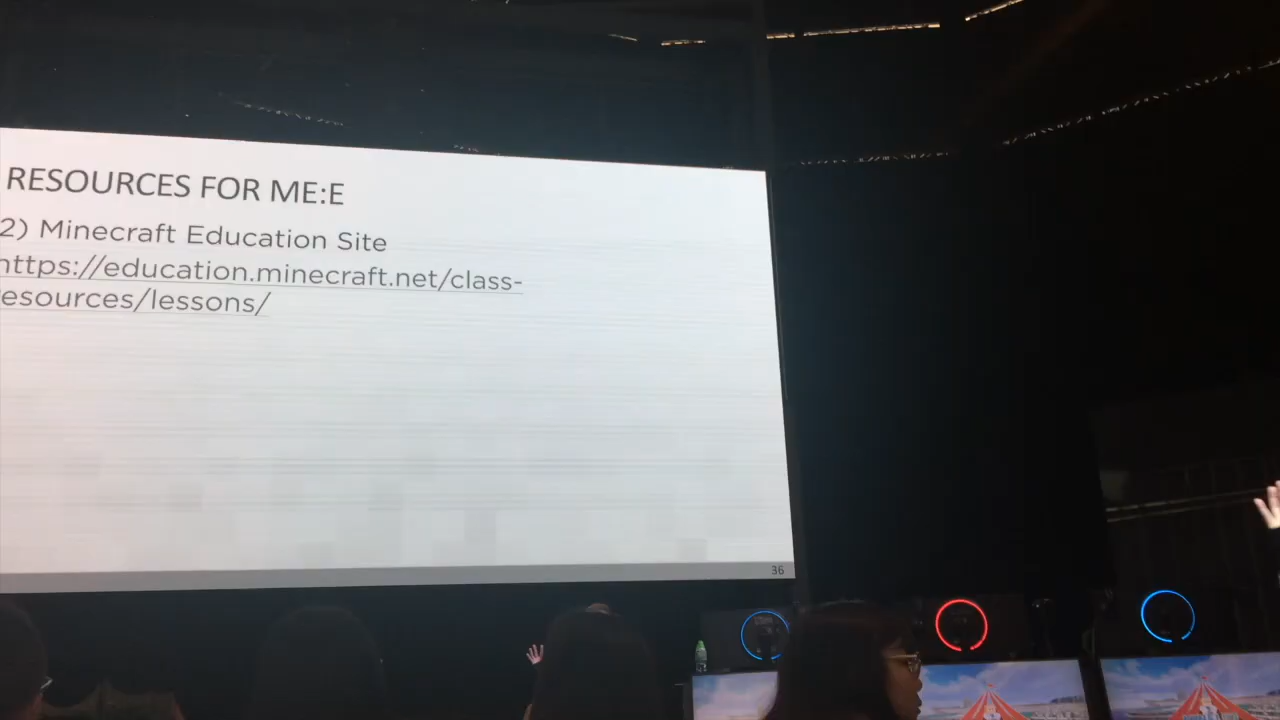 RESOURCES FOR ME:E
2) Minecraft Education Site
https://education.minecraft.net/class-
esources/lessons/
36